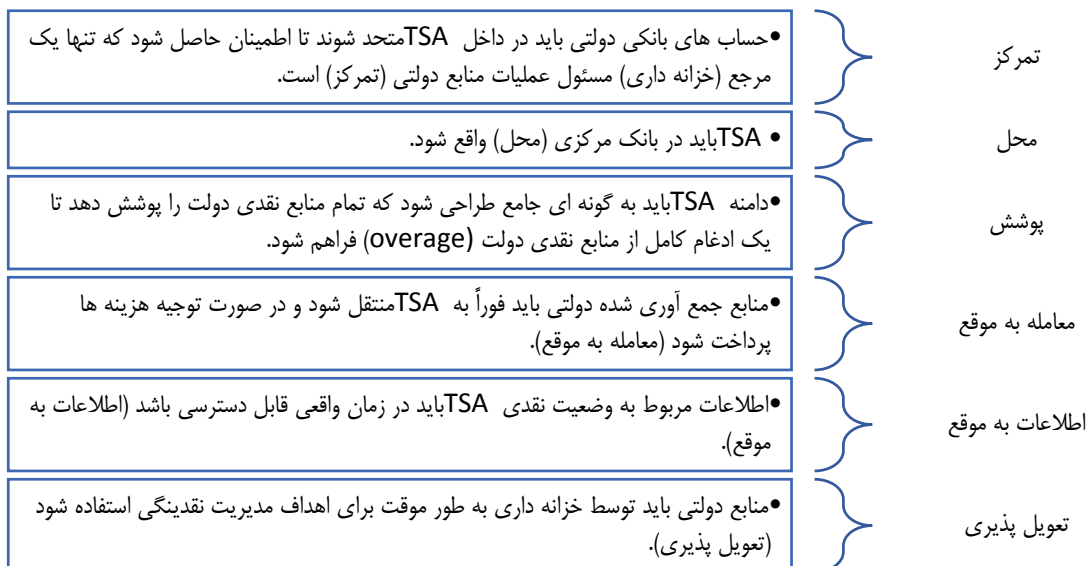 تمرکز
•حساب های بانکی دولتی باید در داخل TSAمتحد شوند تا اطمینان حاصل شود که تنها یک
مرجع (خزانه داری) مسئول عملیات منابع دولتی (تمرکز) است.
محل
• TSAباید در بانک مرکزی (محل) واقع شود.
پوشش
•دامنه TSAباید به گونه ای جامع طراحی شود که تمام منابع نقدی دولت را پوشش دهد تا
یک ادغام کامل از منابع نقدی دولت (overage) فراهم شود.
معامله به موقع
•منابع جمع آوری شده دولتی باید فوراً به TSAمنتقل شود و در صورت توجیه هزینه ها
پرداخت شود (معامله به موقع).
اطلاعات به موقع
•اطلاعات مربوط به وضعیت نقدی TSAباید در زمان واقعی قابل دسترسی باشد (اطلاعات به
موقع).
تعویل پذیری
•منابع دولتی باید توسط خزانه داری به طور موقت برای اهداف مدیریت نقدینگی استفاده شود
(تعویل پذیری).